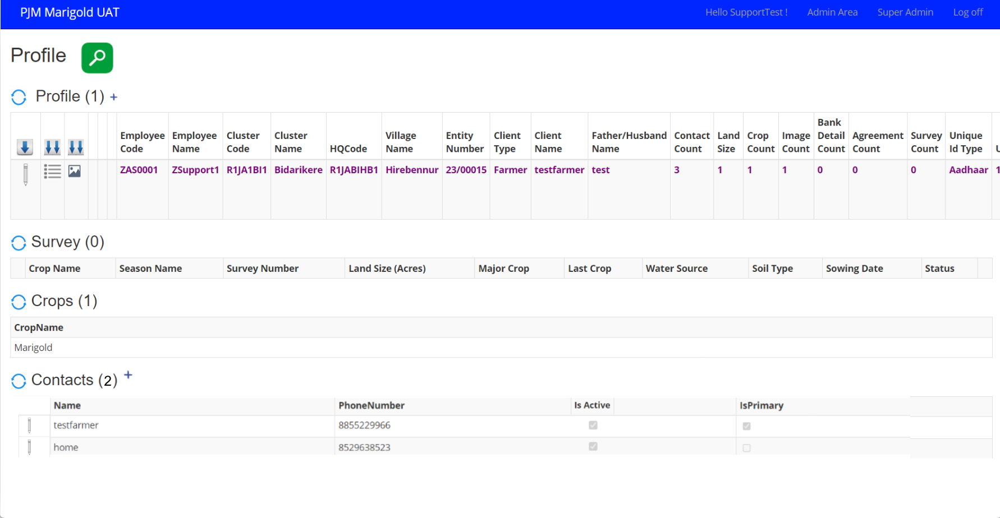 PJM Marigold UAT Hello SupportTest ! Admin Area Super Admin Log off
Profile
Profile (1) +
Employee Code Employee Name Cluster Code Cluster Name HQCode Village Name Entity Number Client Type Client Name Father/Husband Name Contact Count Land Size Crop Count Image Count Bank Detail Count Agreement Count Survey Count Unique Id Type
ZAS0001 ZSupport1 R1JA1BI1 Bidarikere R1JABIHB1 Hirebennur 23/00015 Farmer testfarmer test 3 1 1 1 0 0 0 Aadhaar
Survey (0)
Crop Name Season Name Survey Number Land Size (Acres) Major Crop Last Crop Water Source Soil Type Sowing Date Status
Crops (1)
CropName
Marigold
Contacts (2) +
Name PhoneNumber Is Active IsPrimary
testfarmer 8855229966
home 8529638523